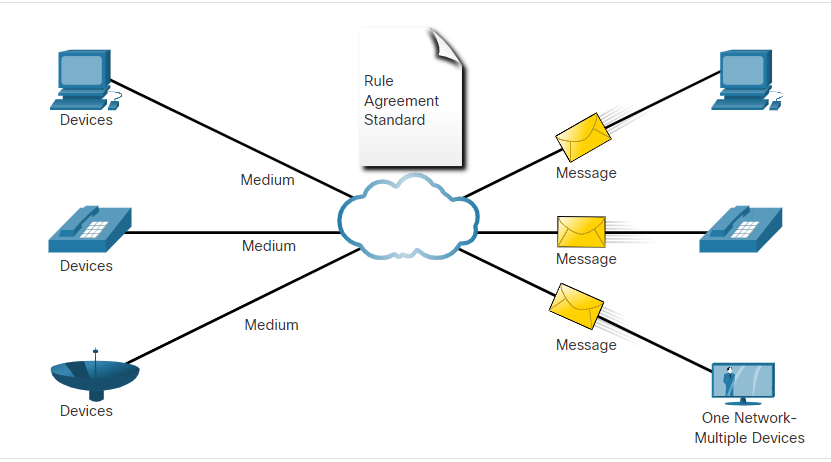 Rule
Agreement
Standard
Devices
Medium
Message
Devices
Medium
Message
Devices
Medium
Message
One Network-
Multiple Devices